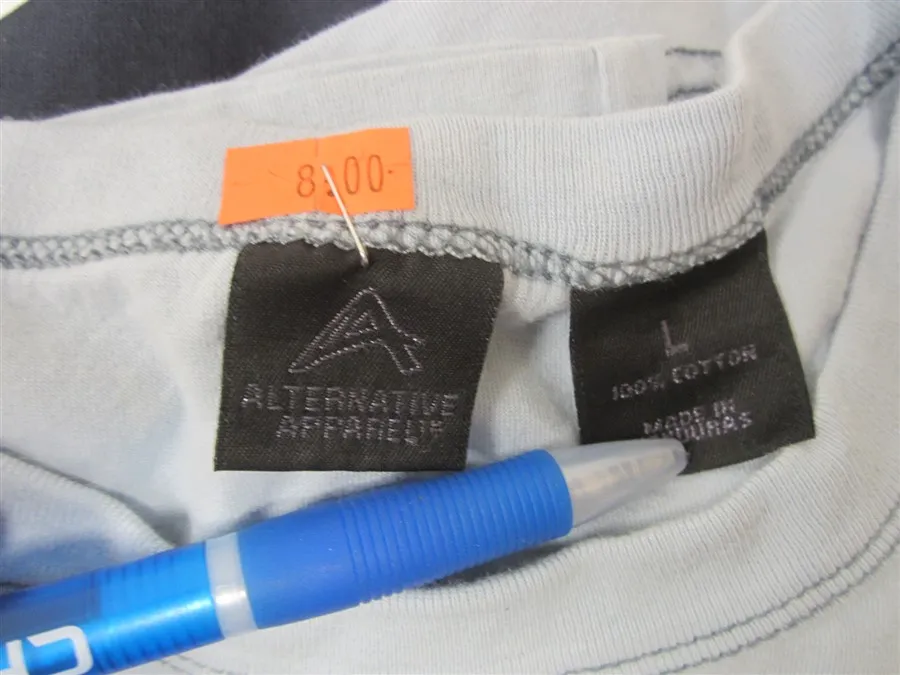 8.00
ALTERNATIVE
APPAREL
L
100% COTTON
MADE IN